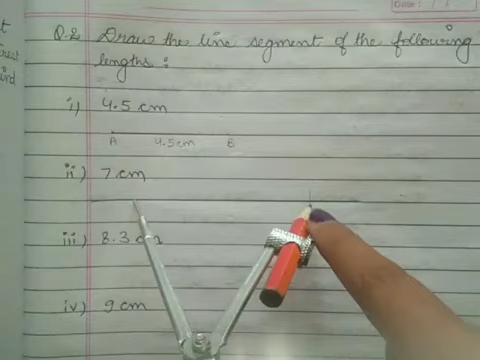 Date:
Q.2 Draw the line segment of the following
lengths :
i) 4.5 cm
A 4.5cm B
ii) 7 cm
iii) 8.3 cm
iv) 9 cm